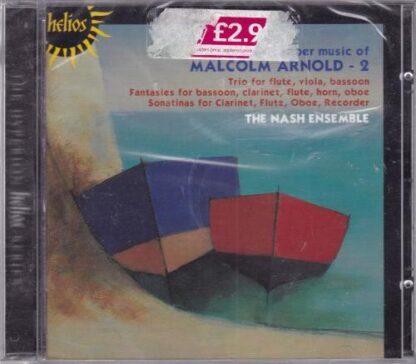 helios
£2.9
music of
MALCOLM ARNOLD - 2
Trio for flute, viola, bassoon
Fantasies for bassoon, clarinet, flute, horn, oboe
Sonatinas for Clarinet, Flute, Oboe, Recorder
THE NASH ENSEMBLE